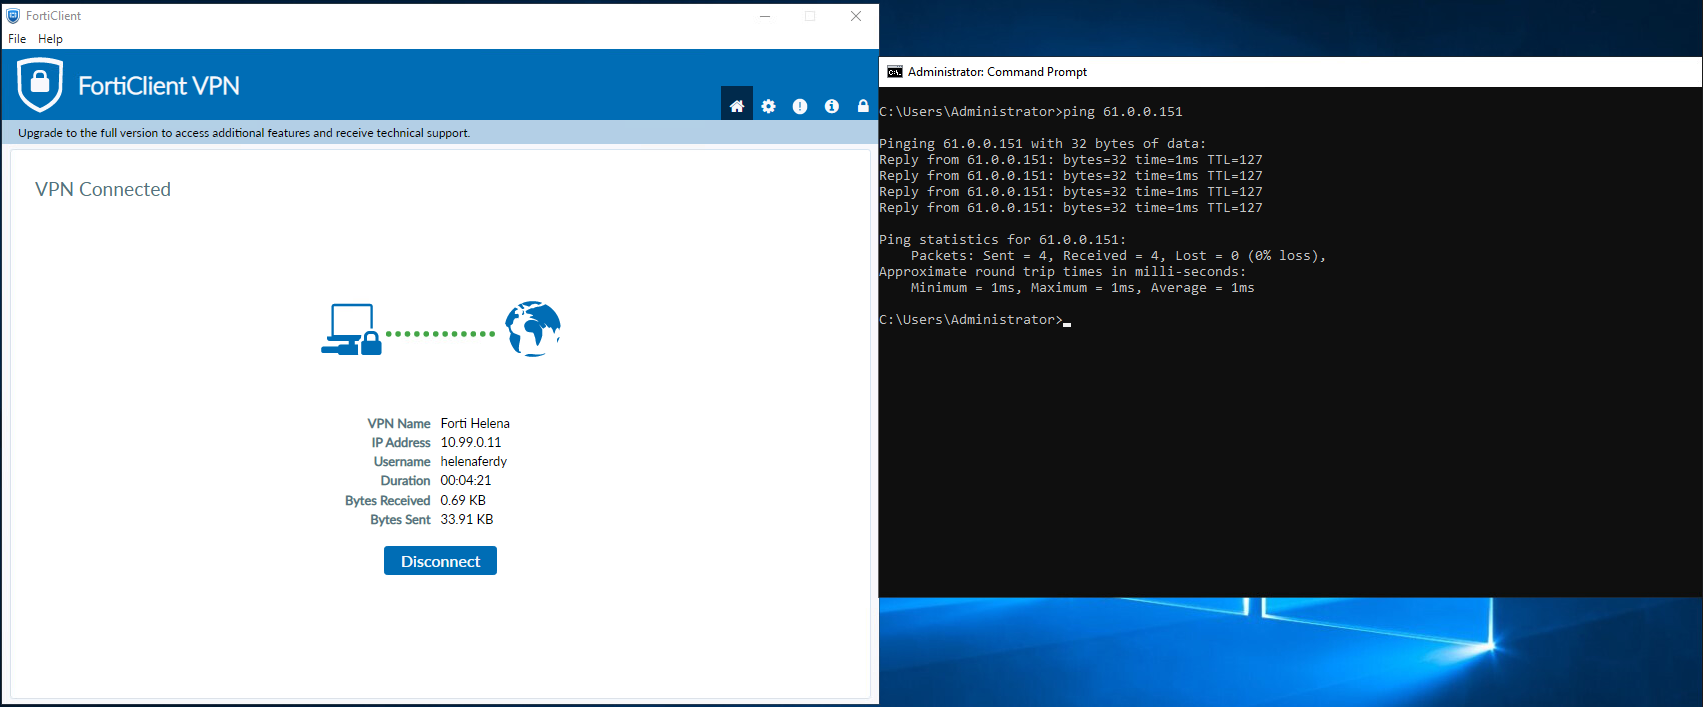 FortiClient
File Help
FortiClient VPN
Upgrade to the full version to access additional features and receive technical support.
VPN Connected
VPN Name Forti Helena
IP Address 10.99.0.11
Username helenaferdy
Duration 00:04:21
Bytes Received 0.69 KB
Bytes Sent 33.91 KB
Disconnect
Administrator: Command Prompt
C:\Users\Administrator>ping 61.0.0.151
Pinging 61.0.0.151 with 32 bytes of data:
Reply from 61.0.0.151: bytes=32 time=1ms TTL=127
Reply from 61.0.0.151: bytes=32 time=1ms TTL=127
Reply from 61.0.0.151: bytes=32 time=1ms TTL=127
Reply from 61.0.0.151: bytes=32 time=1ms TTL=127
Ping statistics for 61.0.0.151:
Packets: Sent = 4, Received = 4, Lost = 0 (0% loss),
Approximate round trip times in milli-seconds:
Minimum = 1ms, Maximum = 1ms, Average = 1ms
C:\Users\Administrator>